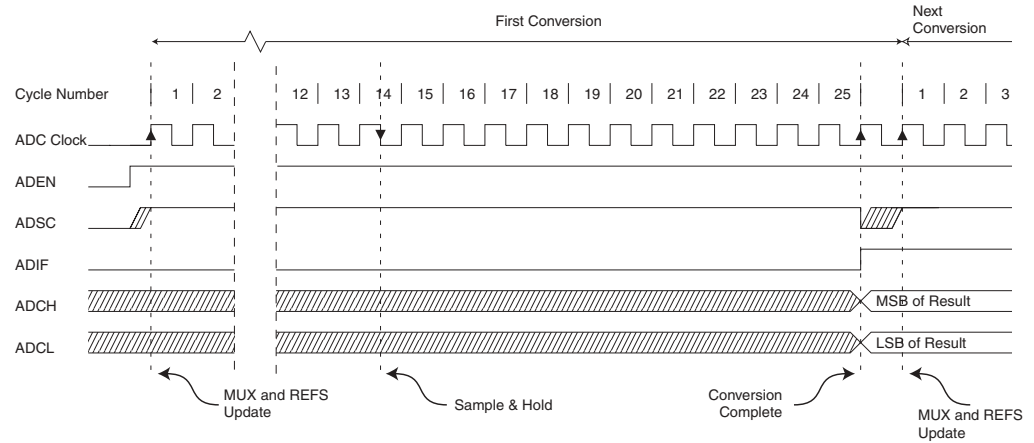 First Conversion
Next
Conversion
Cycle Number 1 2 12 13 14 15 16 17 18 19 20 21 22 23 24 25 1 2 3
ADC Clock
ADEN
ADSC
ADIF
ADCH MSB of Result
ADCL LSB of Result
MUX and REFS
Update
Sample & Hold
Conversion
Complete
MUX and REFS
Update